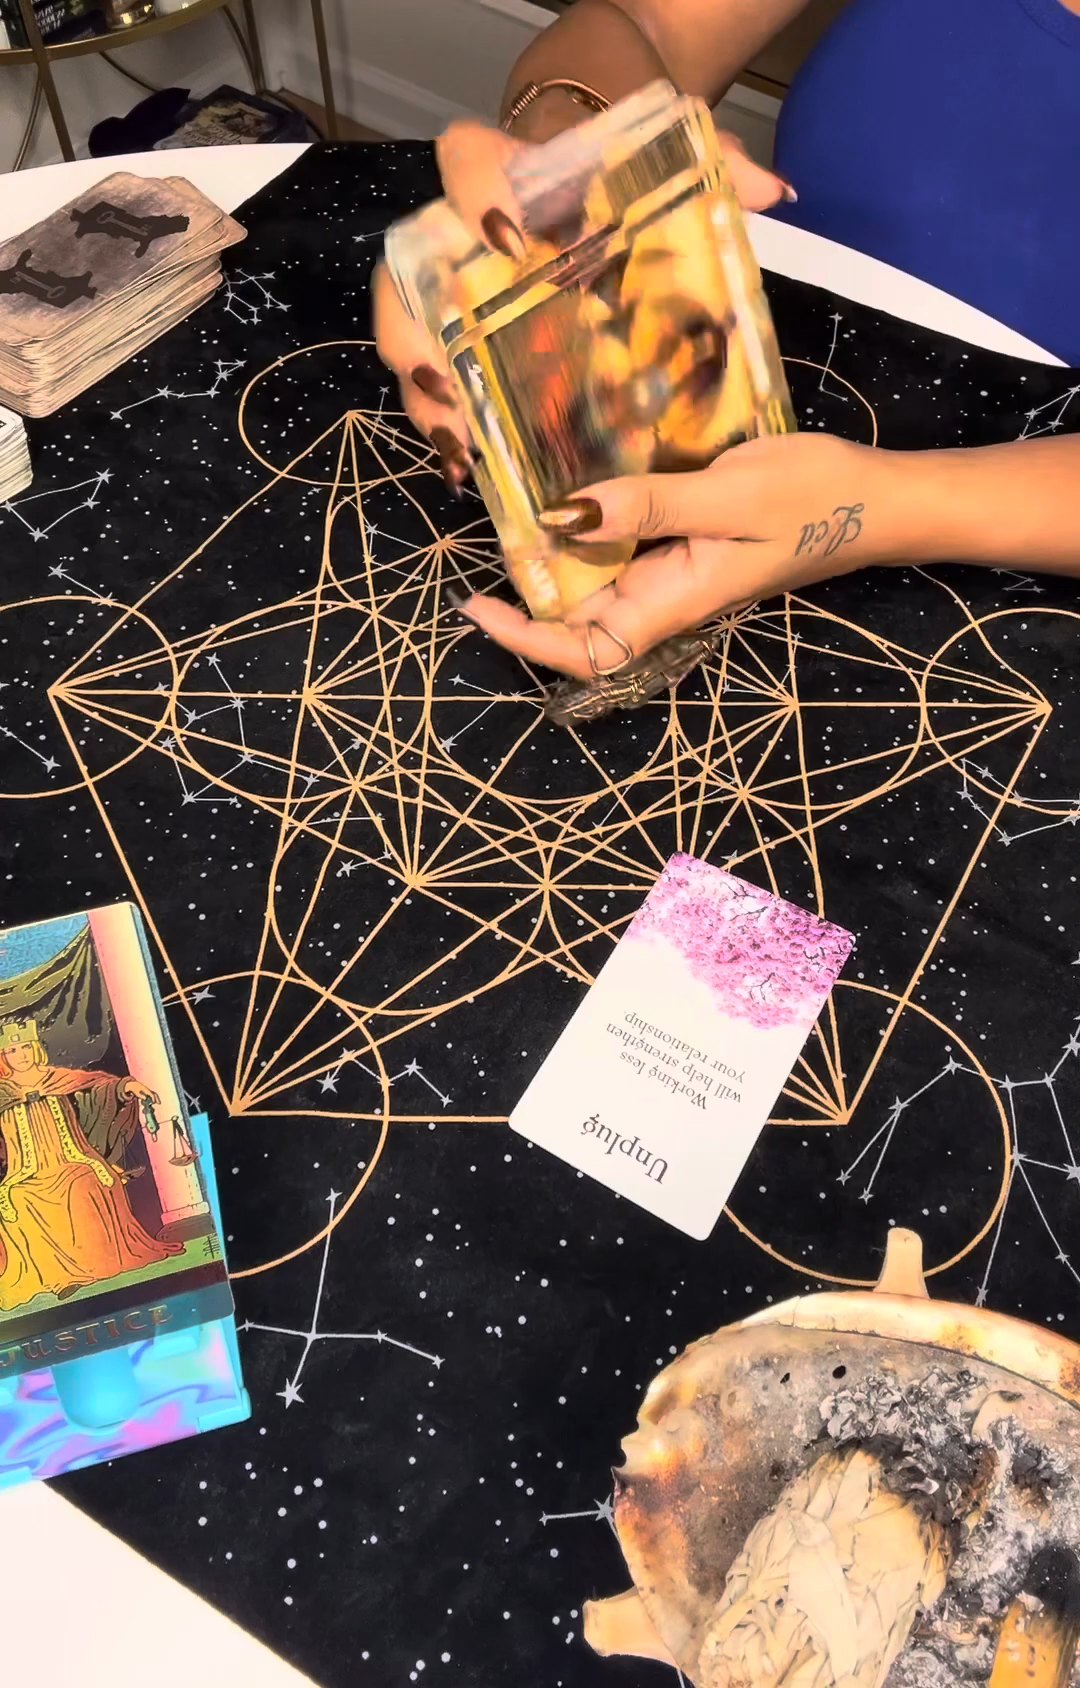 Unplug
Working less
will help strengthen
your relationship
JUSTICE